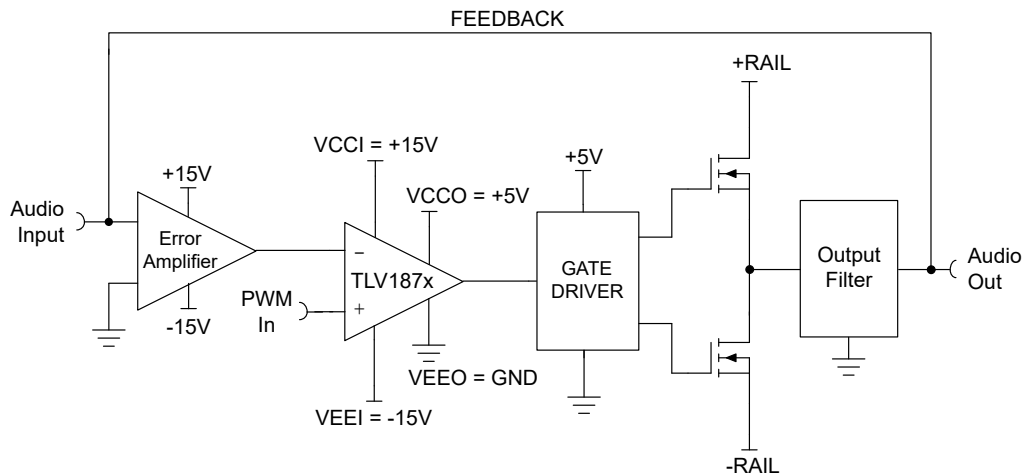 FEEDBACK
+RAIL
VCCI = +15V
+15V
+5V
VCCO = +5V
Audio
Input
Error
Amplifier
−
TLV187x
+
PWM
In
-15V
GATE
DRIVER
Output
Filter
Audio
Out
VEEO = GND
VEEI = -15V
-RAIL